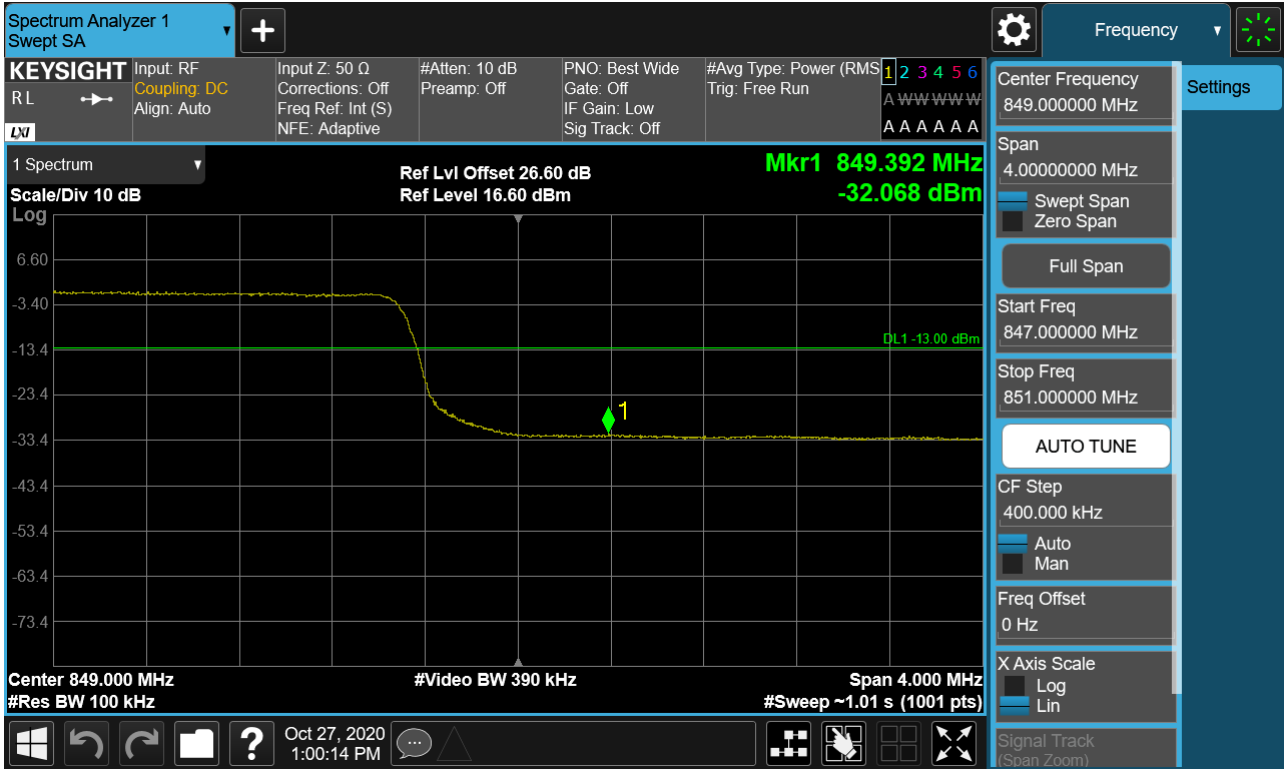 Spectrum Analyzer 1
Swept SA
Frequency
KEYSIGHT
R L
LXI
Input: RF
Coupling: DC
Align: Auto
Input Z: 50 Ω
Corrections: Off
Freq Ref: Int (S)
NFE: Adaptive
#Atten: 10 dB
Preamp: Off
PNO: Best Wide
Gate: Off
IF Gain: Low
Sig Track: Off
#Avg Type: Power (RMS
Trig: Free Run
1 2 3 4 5 6
A W W W W W
A A A A A A
1 Spectrum
Scale/Div 10 dB
Ref Lvl Offset 26.60 dB
Ref Level 16.60 dBm
Mkr1 849.392 MHz
-32.068 dBm
Log
6.60
-3.40
-13.4
-23.4
-33.4
-43.4
-53.4
-63.4
-73.4
DL1 -13.00 dBm
1
Center 849.000 MHz
#Res BW 100 kHz
#Video BW 390 kHz
Span 4.000 MHz
#Sweep ~1.01 s (1001 pts)
Center Frequency
849.000000 MHz
Span
4.00000000 MHz
Swept Span
Zero Span
Full Span
Start Freq
847.000000 MHz
Stop Freq
851.000000 MHz
AUTO TUNE
CF Step
400.000 kHz
Auto
Man
Freq Offset
0 Hz
X Axis Scale
Log
Lin
Signal Track
(Span Zoom)
Settings
?
Oct 27, 2020
1:00:14 PM